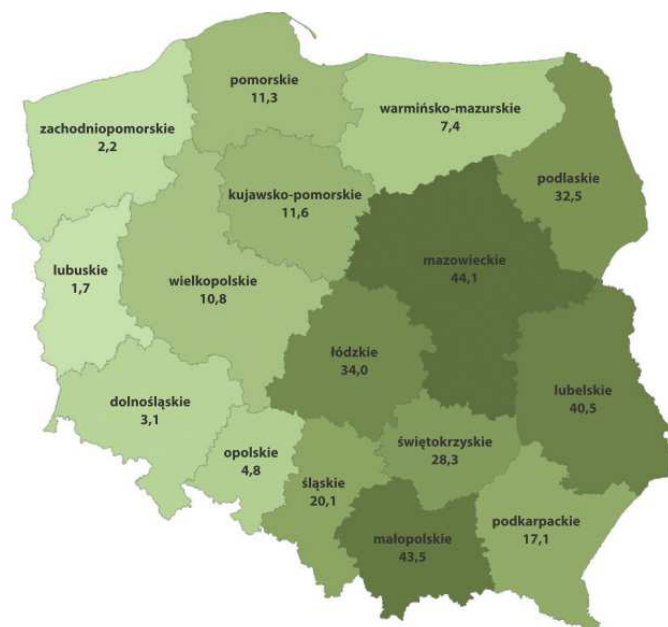 pomorskie
11,3
warmińsko-mazurskie
7,4
zachodniopomorskie
2,2
podlaskie
32,5
kujawsko-pomorskie
11,6
mazowieckie
44,1
lubuskie
1,7
wielkopolskie
10,8
łódzkie
34,0
lubelskie
40,5
dolnośląskie
3,1
świętokrzyskie
28,3
opolskie
4,8
śląskie
20,1
podkarpackie
17,1
małopolskie
43,5